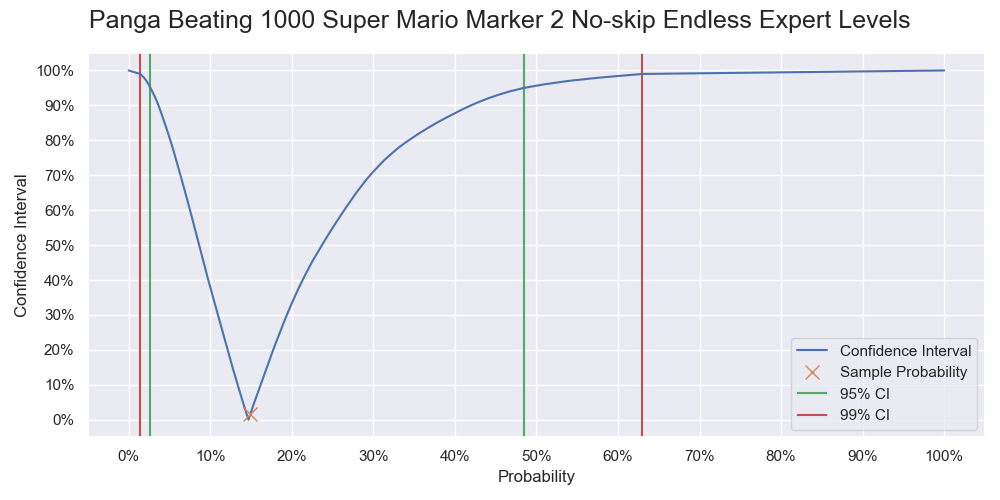 Panga Beating 1000 Super Mario Marker 2 No-skip Endless Expert Levels
100%
90%
80%
70%
60%
50%
40%
30%
20%
10%
0%
Confidence Interval
Confidence Interval
Sample Probability
95% CI
99% CI
0% 10% 20% 30% 40% 50% 60% 70% 80% 90% 100%
Probability